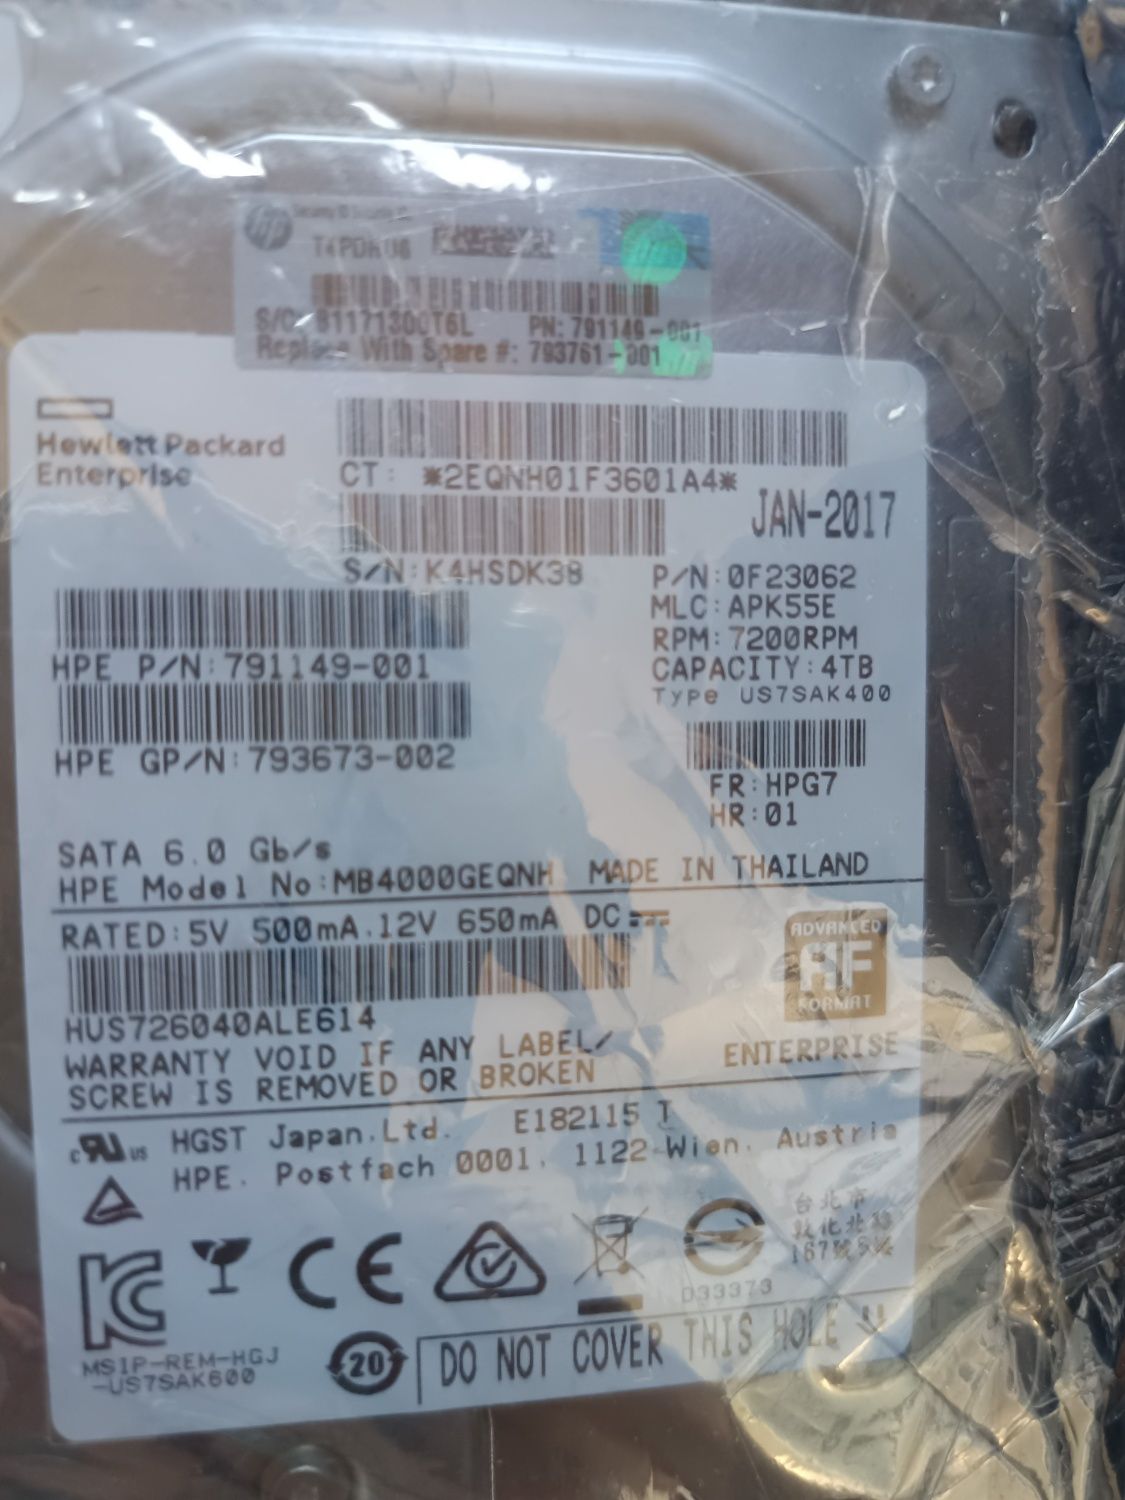 hp
S/C: 81171300T6L PN: 791149-001
Replace With Spare #: 793761-001
Hewlett Packard
Enterprise
CT: *2EQNH01F3601A4*
JAN-2017
S/N:K4HSDK38
P/N:0F23062
MLC:APK55E
RPM:7200RPM
CAPACITY:4TB
Type US7SAK400
HPE P/N:791149-001
HPE GP/N:793673-002
FR:HPG7
HR:01
SATA 6.0 Gb/s
HPE Model No:MB4000GEQNH MADE IN THAILAND
RATED:5V 500mA,12V 650mA DC
ADVANCED
AF
FORMAT
HUS726040ALE614
WARRANTY VOID IF ANY LABEL/
SCREW IS REMOVED OR BROKEN
ENTERPRISE
HGST Japan,Ltd. E182115 T
HPE, Postfach 0001, 1122-Wien, Austria
台北市
D33373
MSIP-REM-HGJ
-US7SAK600
20
DO NOT COVER THIS HOLE